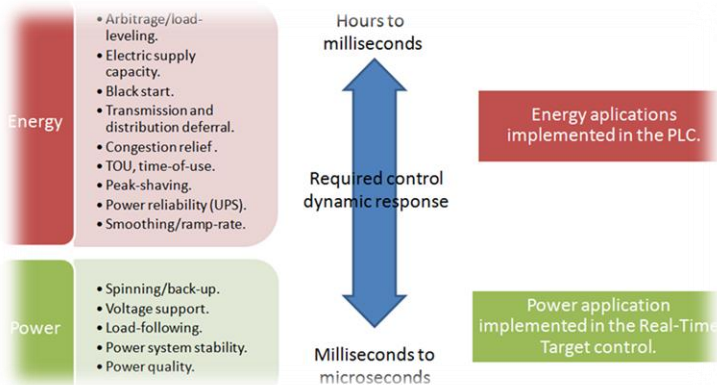 Energy
• Arbitrage/load-
leveling.
• Electric supply
capacity.
• Black start.
• Transmission and
distribution deferral.
• Congestion relief.
• TOU, time-of-use.
• Peak-shaving.
• Power reliability (UPS).
• Smoothing/ramp-rate.
Power
• Spinning/back-up.
• Voltage support.
• Load-following.
• Power system stability.
• Power quality.
Hours to
milliseconds
Required control
dynamic response
Milliseconds to
microseconds
Energy aplications
implemented in the PLC.
Power application
implemented in the Real-Time
Target control.